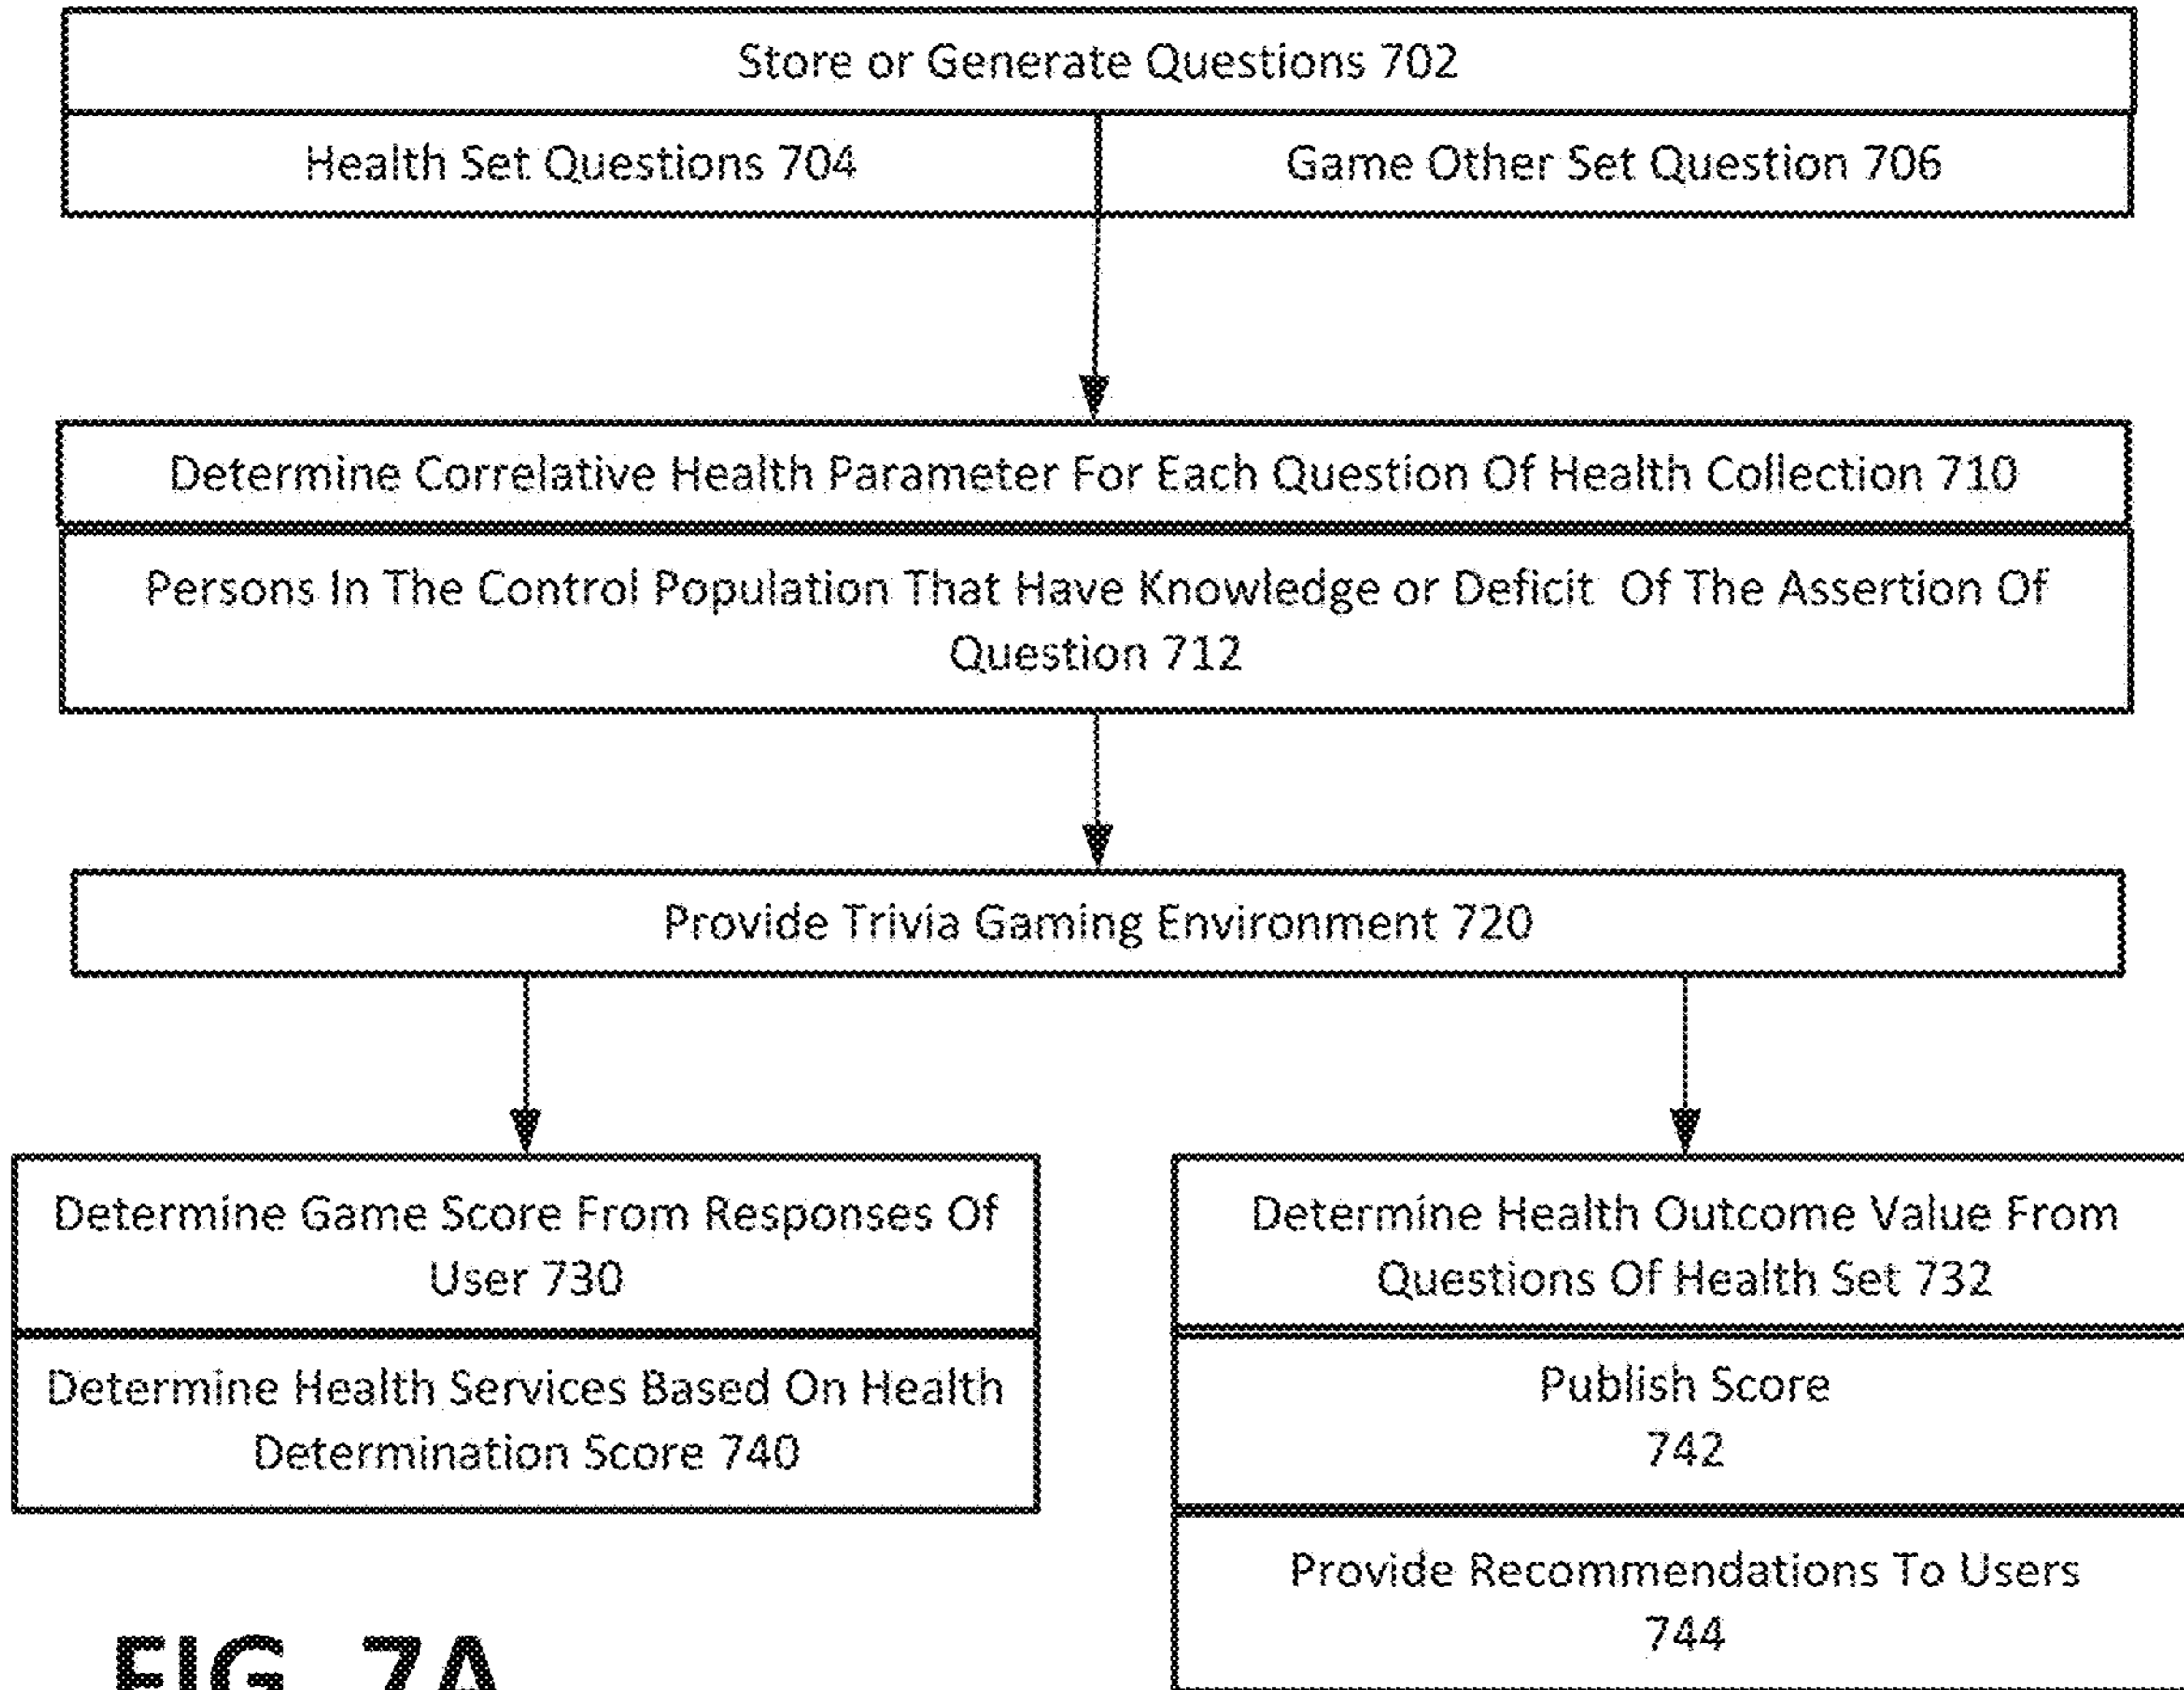 Store or Generate Questions 702
Health Set Questions 704
Game Other Set Question 706
Determine Correlative Health Parameter For Each Question Of Health Collection 710
Persons In The Control Population That Have Knowledge or Deficit Of The Assertion Of
Question 712
Provide Trivia Gaming Environment 720
Determine Game Score From Responses Of
User 730
Determine Health Services Based On Health
Determination Score 740
Determine Health Outcome Value From
Questions Of Health Set 732
Publish Score
742
Provide Recommendations To Users
744
FIG. 7A